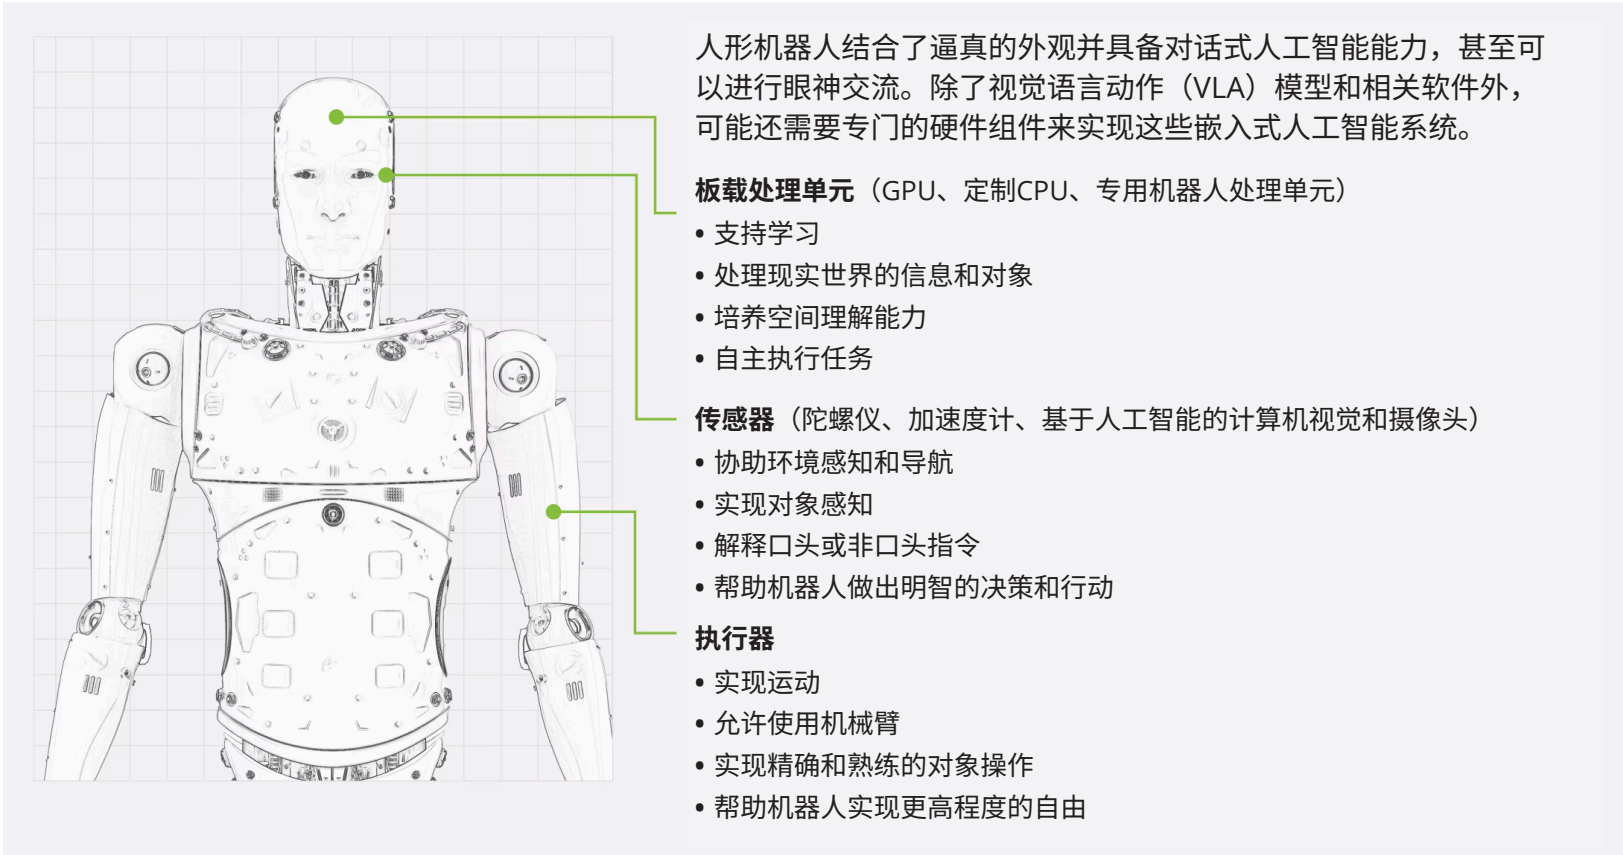 人形机器人结合了逼真的外观并具备对话式人工智能能力，甚至可
以进行眼神交流。除了视觉语言动作（VLA）模型和相关软件外，
可能还需要专门的硬件组件来实现这些嵌入式人工智能系统。
板载处理单元（GPU、定制CPU、专用机器人处理单元）
• 支持学习
• 处理现实世界的信息和对象
• 培养空间理解能力
• 自主执行任务
传感器（陀螺仪、加速度计、基于人工智能的计算机视觉和摄像头）
• 协助环境感知和导航
• 实现对象感知
• 解释口头或非口头指令
• 帮助机器人做出明智的决策和行动
执行器
• 实现运动
• 允许使用机械臂
• 实现精确和熟练的对象操作
• 帮助机器人实现更高程度的自由